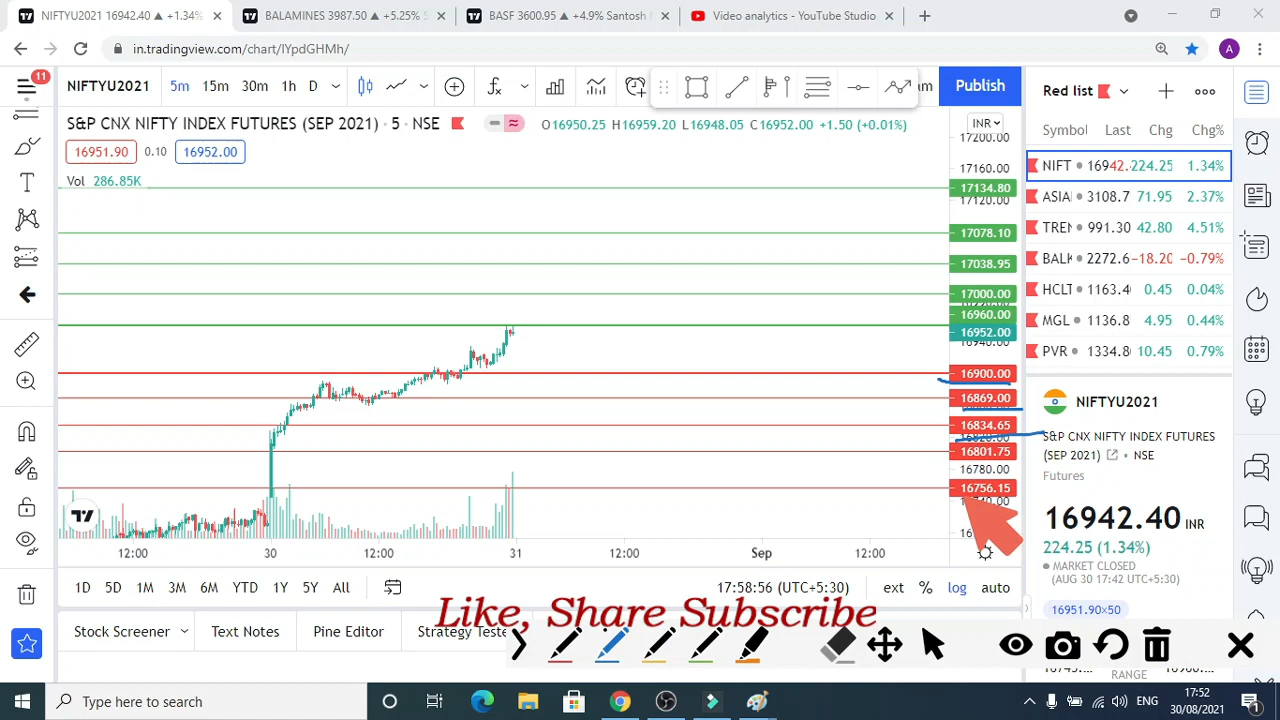 NIFTYU2021 16942.40 ▲ +1.34%
BALAMINES 3987.50 ▲ +5.25% S
BASF 3600.95 ▲ +4.9% Santosh M
Video analytics - YouTube Studio
in.tradingview.com/chart/IYpdGHMh/
A
11
NIFTYU2021 5m 15m 30m 1h D
Publish
Red list
S&P CNX NIFTY INDEX FUTURES (SEP 2021) · 5 · NSE
O16950.25 H16959.20 L16948.05 C16952.00 +1.50 (+0.01%)
INR
Symbol Last Chg Chg%
16951.90 0.10 16952.00
Vol 286.85K
17200.00
17160.00
17134.80
17120.00
17078.10
17038.95
17000.00
16960.00
16952.00
16940.00
16900.00
16869.00
16834.65
16801.75
16780.00
16756.15
NIFT 16942. 224.25 1.34%
ASIA 3108.7 71.95 2.37%
TREN 991.30 42.80 4.51%
BALK 2272.6 −18.20 −0.79%
HCLT 1163.4 0.45 0.04%
MGL 1136.8 4.95 0.44%
PVR 1334.8 10.45 0.79%
NIFTYU2021
S&P CNX NIFTY INDEX FUTURES
(SEP 2021) • NSE
Futures
16942.40 INR
224.25 (1.34%)
MARKET CLOSED
(AUG 30 17:42 UTC+5:30)
16951.90×50
RANGE
12:00 30 12:00 31 12:00 Sep 12:00
1D 5D 1M 3M 6M YTD 1Y 5Y All
17:58:56 (UTC+5:30) ext % log auto
Like, Share Subscribe
Stock Screener Text Notes Pine Editor Strategy Teste
Type here to search
ENG
17:52
30/08/2021
1